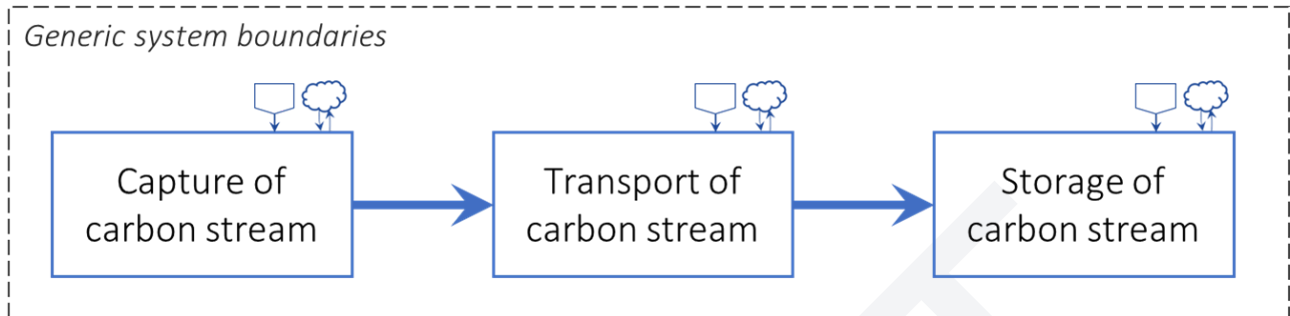 Generic system boundaries
Capture of
carbon stream
Transport of
carbon stream
Storage of
carbon stream